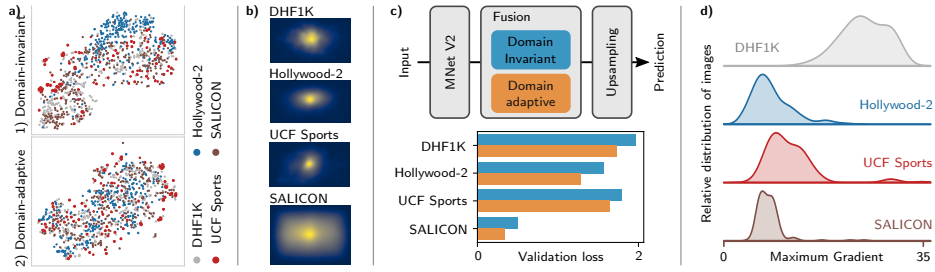 a)
1) Domain-invariant
2) Domain-adaptive
DHF1K
Hollywood-2
UCF Sports
SALICON
b)
DHF1K
Hollywood-2
UCF Sports
SALICON
c)
Input
MNet V2
Fusion
Domain
Invariant
Domain
adaptive
Upsampling
Prediction
DHF1K
Hollywood-2
UCF Sports
SALICON
0
2
Validation loss
d)
Relative distribution of images
DHF1K
Hollywood-2
UCF Sports
SALICON
0
Maximum Gradient
35